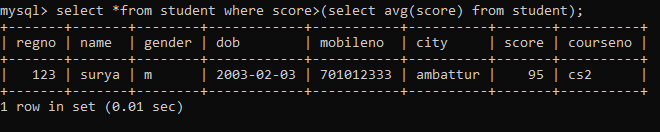 mysql> select *from student where score>(select avg(score) from student);
+-------+-------+--------+------------+-----------+----------+-------+----------+
| regno | name  | gender | dob        | mobileno  | city     | score | courseno |
+-------+-------+--------+------------+-----------+----------+-------+----------+
|   123 | surya | m      | 2003-02-03 | 701012333 | ambattur |    95 | cs2      |
+-------+-------+--------+------------+-----------+----------+-------+----------+
1 row in set (0.01 sec)